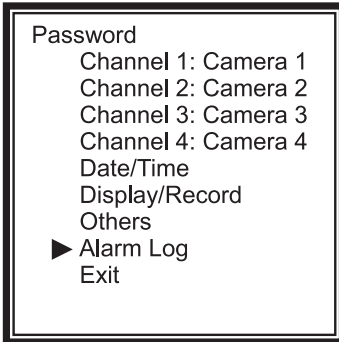 Password
Channel 1: Camera 1
Channel 2: Camera 2
Channel 3: Camera 3
Channel 4: Camera 4
Date/Time
Display/Record
Others
▶ Alarm Log
Exit